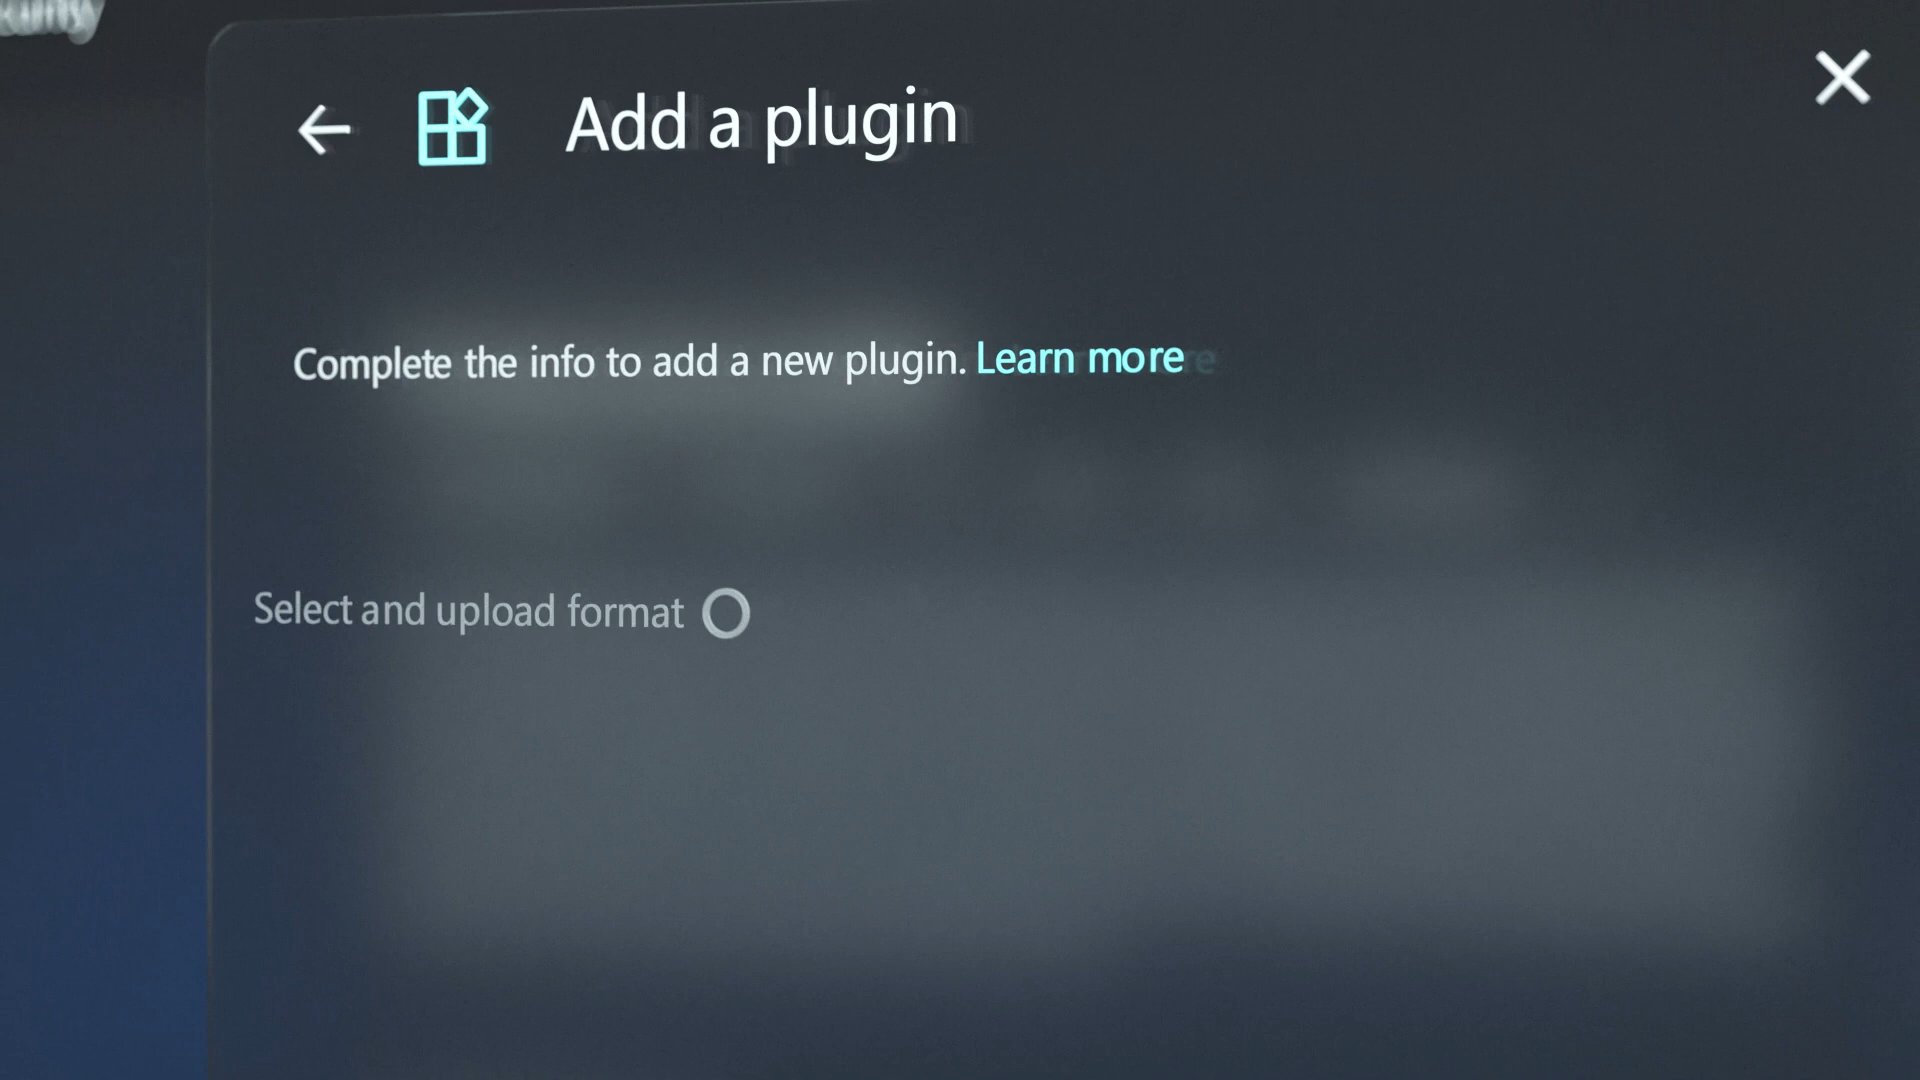 Add a plugin
Complete the info to add a new plugin. Learn more
Select and upload format